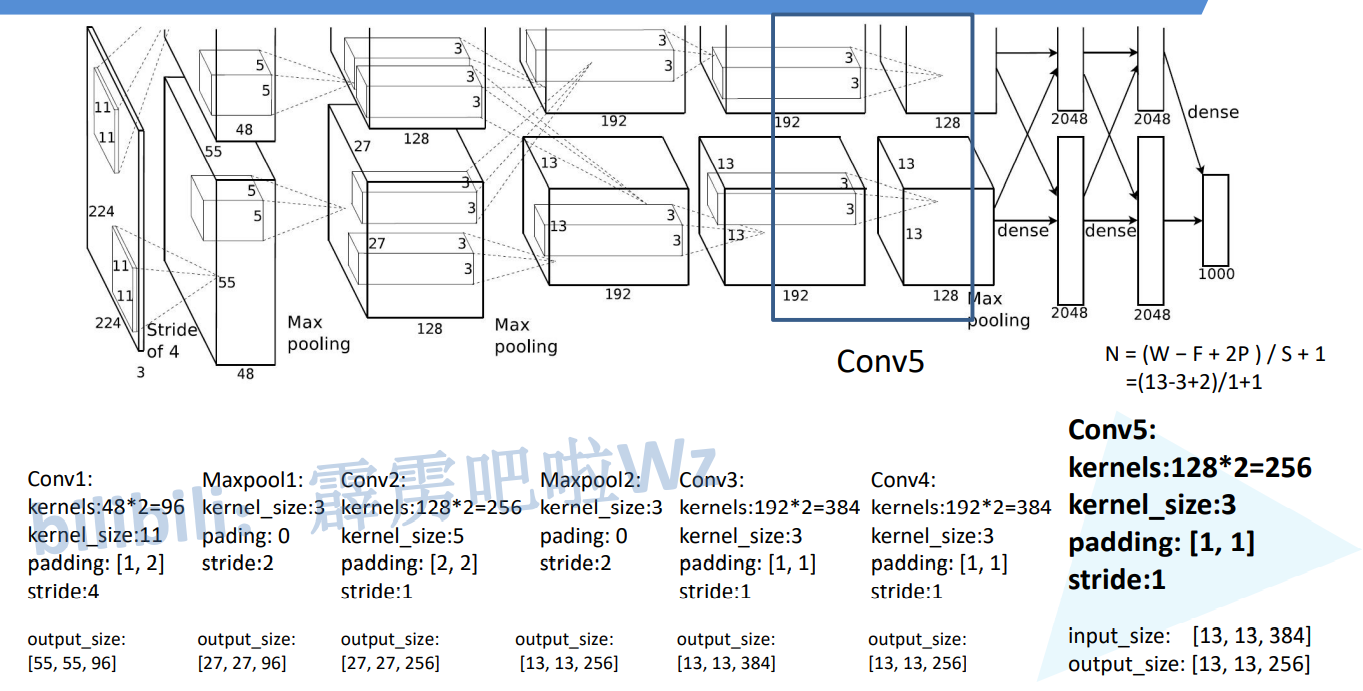 11
11
224
11
11
224
3
Stride
of 4
5
5
48
55
5
5
55
48
Max
pooling
3
3
3
128
27
3
3
27
3
3
128
Max
pooling
3
3
192
13
3
3
13
192
3
3
192
13
3
3
13
192
128
13
13
128
Max
pooling
2048
2048
dense
dense
dense
2048
2048
1000
Conv5
N = (W − F + 2P ) / S + 1
=(13-3+2)/1+1
bilibili: 霹雳吧啦Wz
Conv1:
kernels:48*2=96
kernel_size:11
padding: [1, 2]
stride:4
output_size:
[55, 55, 96]
Maxpool1:
kernel_size:3
pading: 0
stride:2
output_size:
[27, 27, 96]
Conv2:
kernels:128*2=256
kernel_size:5
padding: [2, 2]
stride:1
output_size:
[27, 27, 256]
Maxpool2:
kernel_size:3
pading: 0
stride:2
output_size:
[13, 13, 256]
Conv3:
kernels:192*2=384
kernel_size:3
padding: [1, 1]
stride:1
output_size:
[13, 13, 384]
Conv4:
kernels:192*2=384
kernel_size:3
padding: [1, 1]
stride:1
output_size:
[13, 13, 256]
Conv5:
kernels:128*2=256
kernel_size:3
padding: [1, 1]
stride:1
input_size: [13, 13, 384]
output_size: [13, 13, 256]